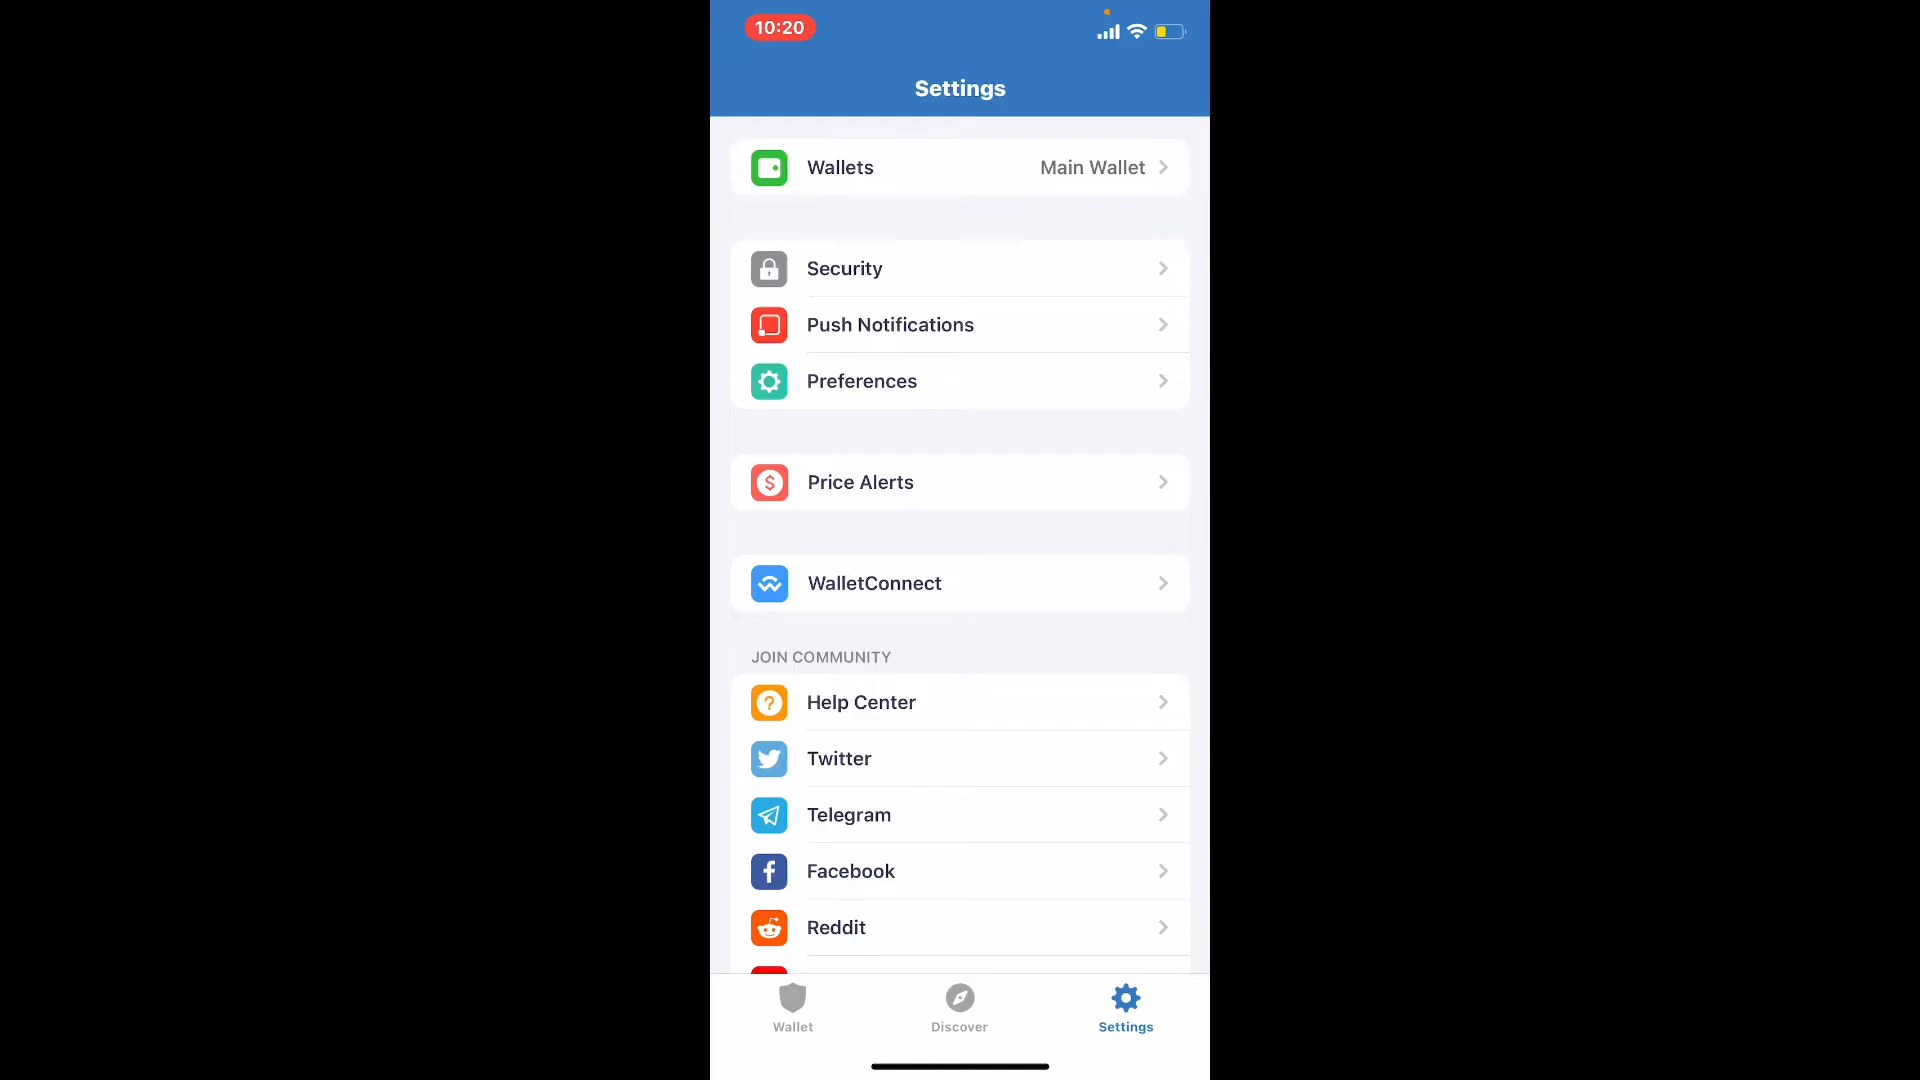 10:20
Settings
Wallets Main Wallet
Security
Push Notifications
Preferences
Price Alerts
WalletConnect
JOIN COMMUNITY
Help Center
Twitter
Telegram
Facebook
Reddit
Wallet Discover Settings